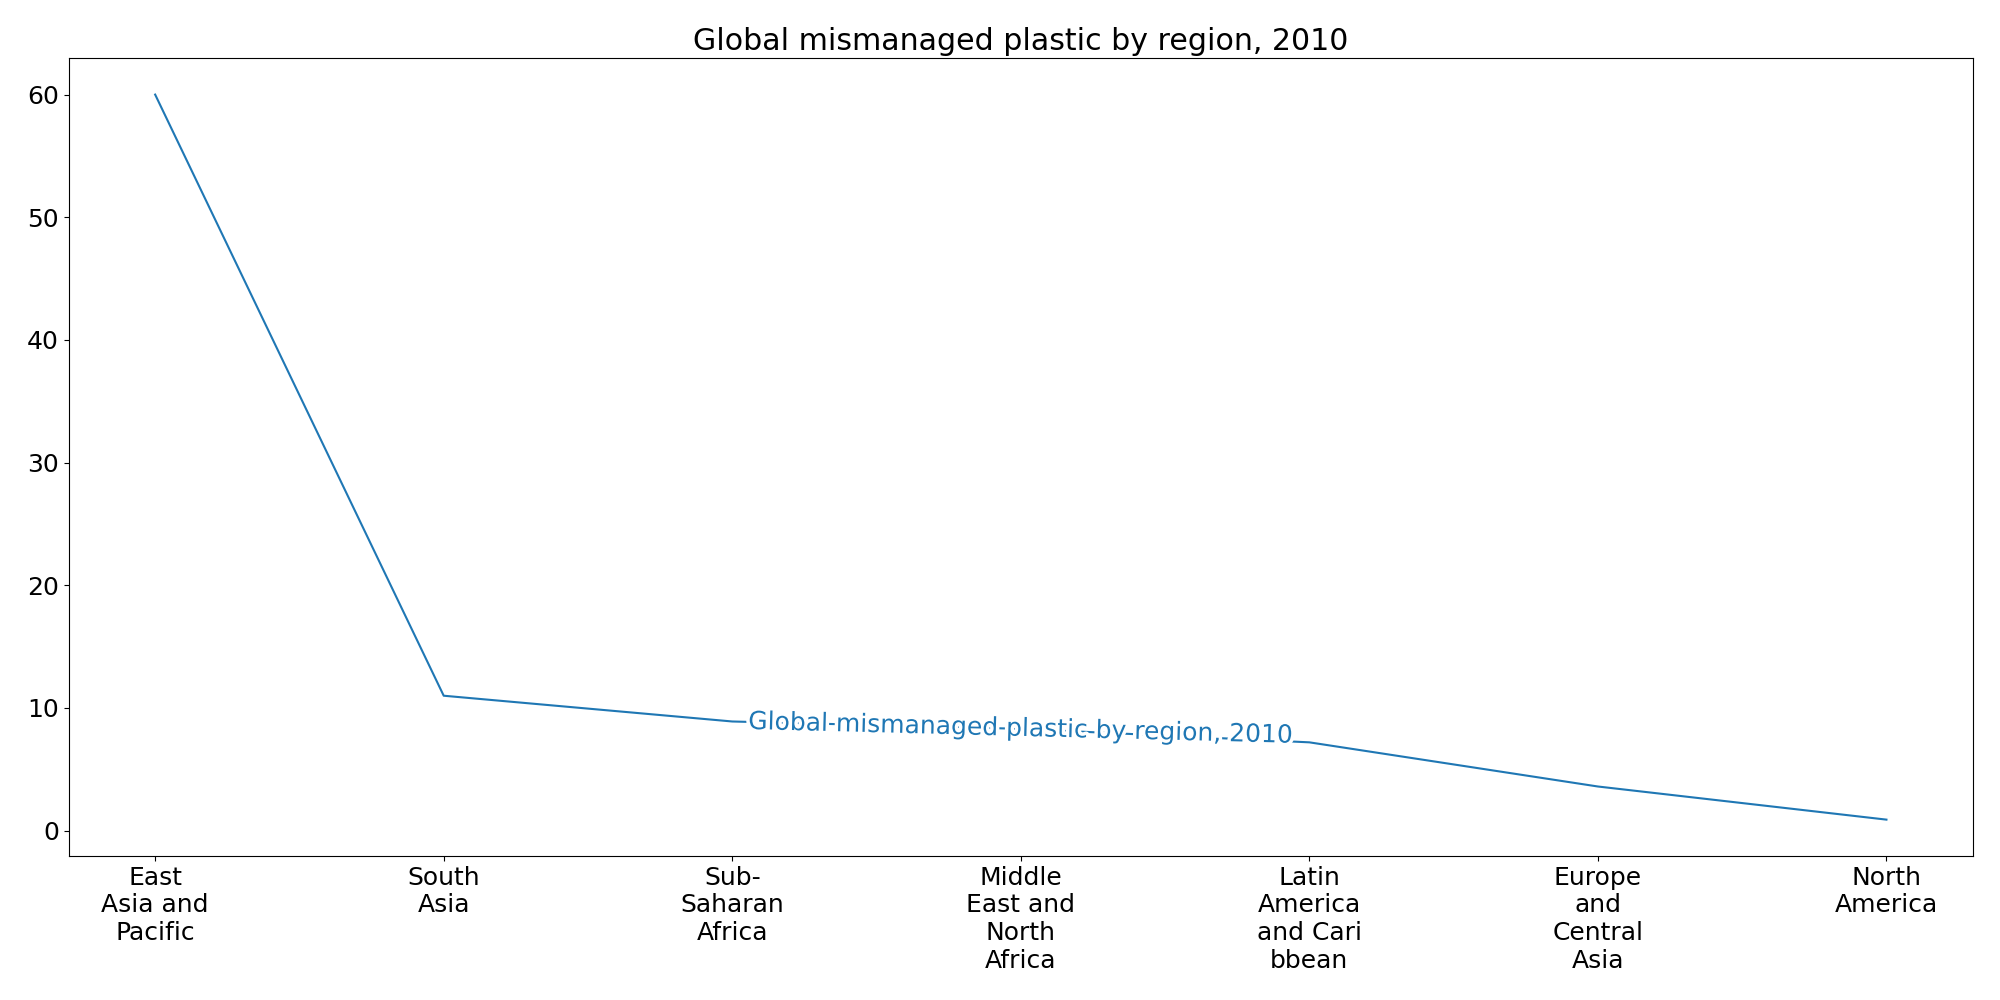 Global mismanaged plastic by region, 2010
60
50
40
30
20
10
0
Global mismanaged plastic by region, 2010
East
Asia and
Pacific
South
Asia
Sub-
Saharan
Africa
Middle
East and
North
Africa
Latin
America
and Cari
bbean
Europe
and
Central
Asia
North
America